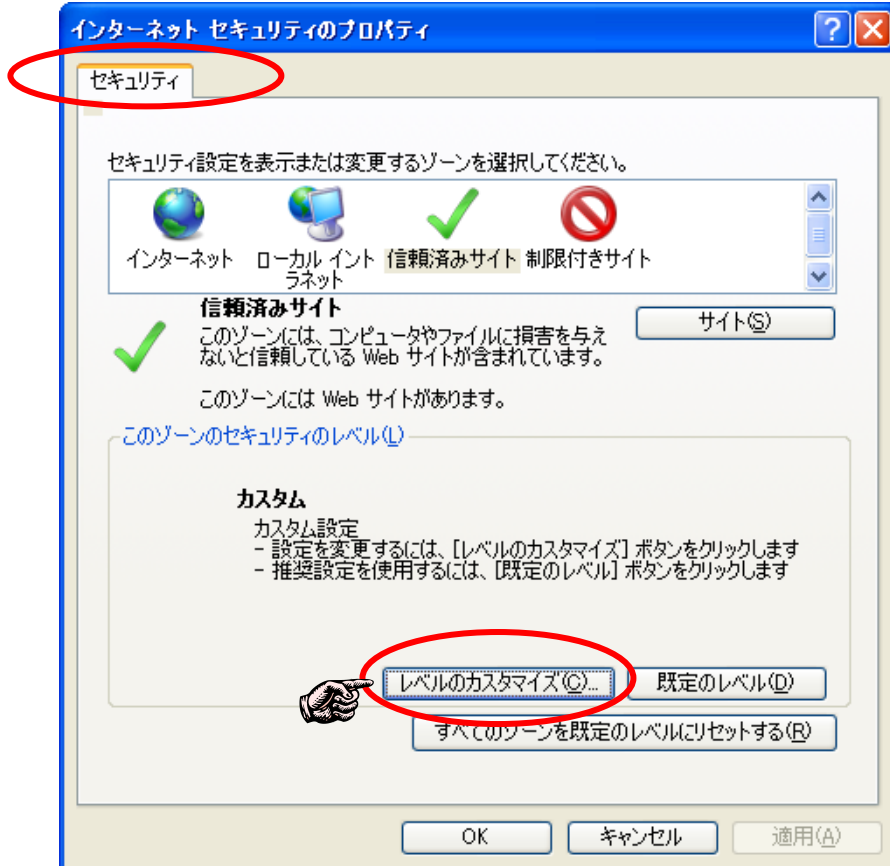 インターネット セキュリティのプロパティ
セキュリティ
セキュリティ設定を表示または変更するゾーンを選択してください。
インターネット
ローカル イント
ラネット
信頼済みサイト
制限付きサイト
信頼済みサイト
サイト(S)
このゾーンには、コンピュータやファイルに損害を与え
ないと信頼している Web サイトが含まれています。
このゾーンには Web サイトがあります。
このゾーンのセキュリティのレベル(L)
カスタム
カスタム設定
- 設定を変更するには、[レベルのカスタマイズ] ボタンをクリックします
- 推奨設定を使用するには、[既定のレベル] ボタンをクリックします
レベルのカスタマイズ(C)...
既定のレベル(D)
すべてのゾーンを既定のレベルにリセットする(R)
OK
キャンセル
適用(A)